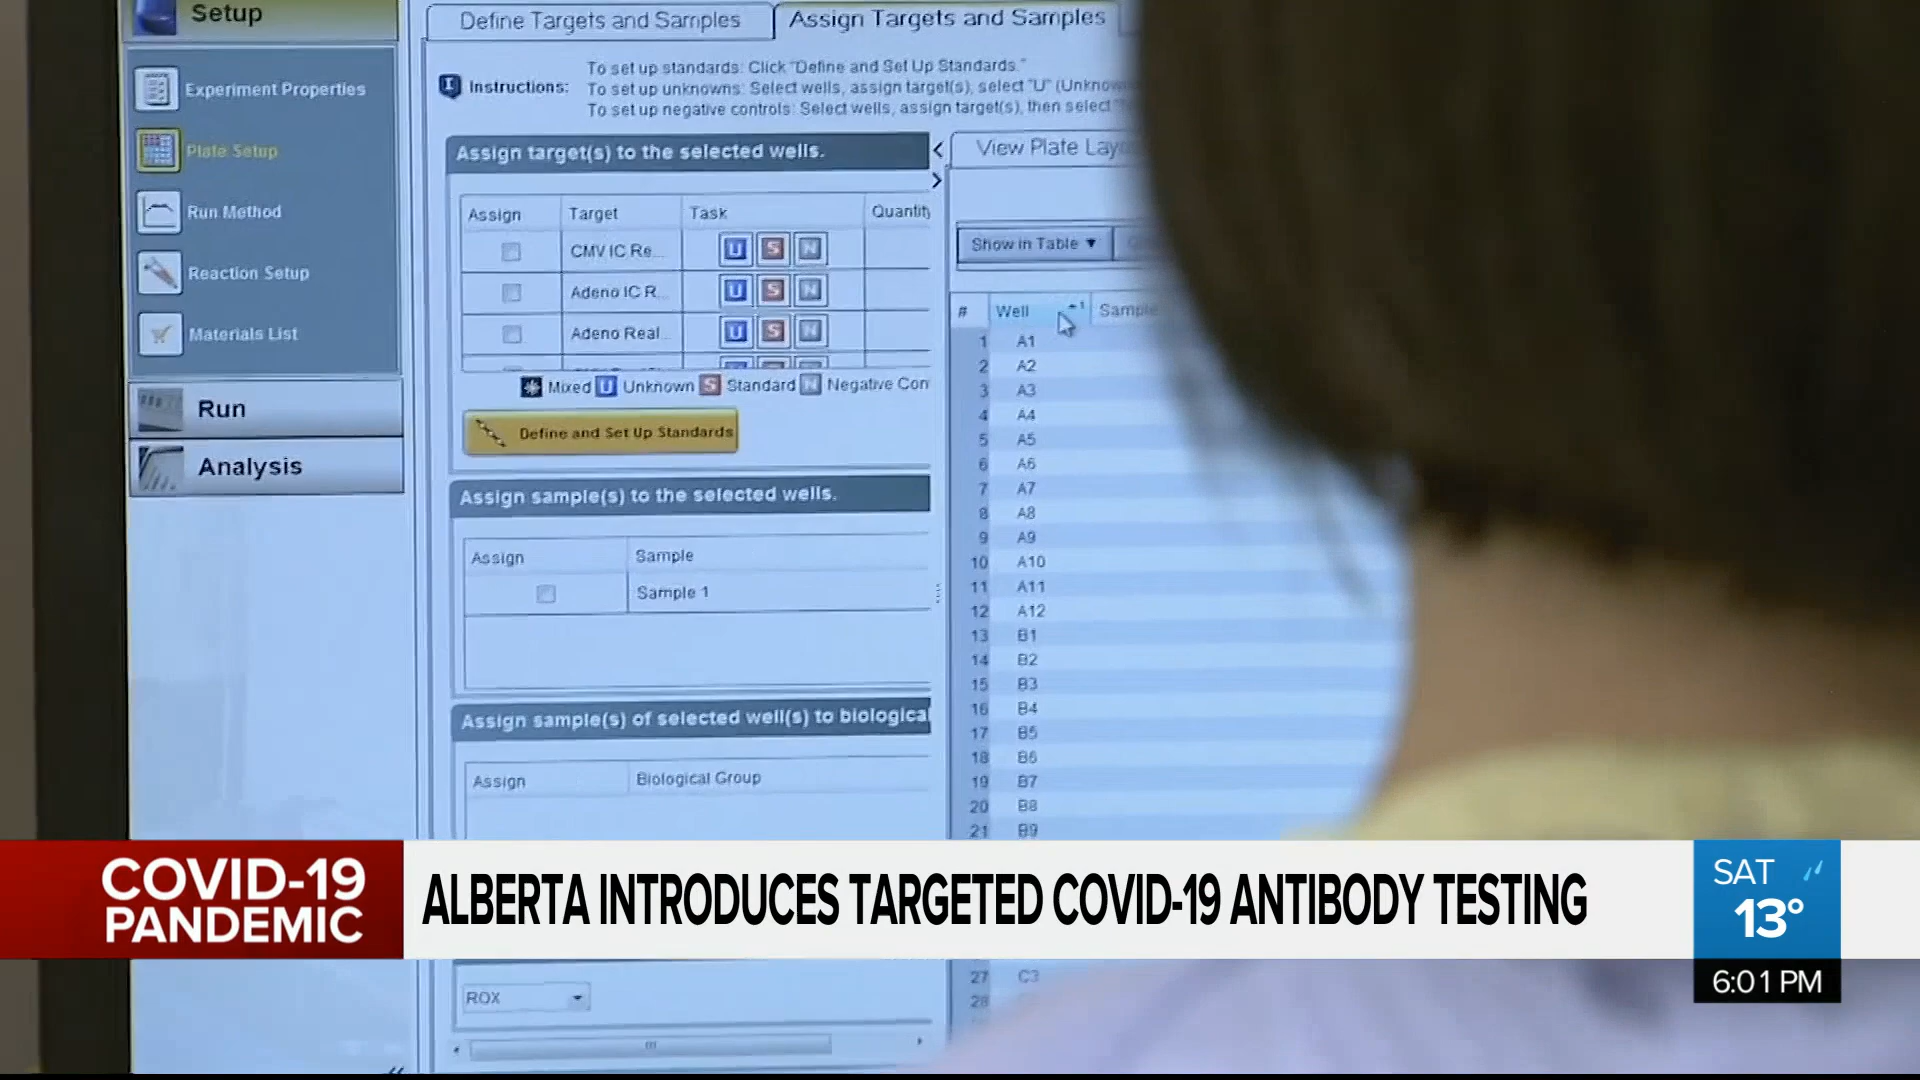 Setup
Experiment Properties
Plate Setup
Run Method
Reaction Setup
Materials List
Run
Analysis
Define Targets and Samples
Assign Targets and Samples
Instructions:
To set up standards: Click "Define and Set Up Standards."
To set up unknowns: Select wells, assign target(s), select "U" (Unknow
To set up negative controls: Select wells, assign target(s), then select
Assign target(s) to the selected wells.
Assign Target Task Quantity
CMV IC Re... U S N
Adeno IC R... U S N
Adeno Real... U S N
Mixed U Unknown S Standard N Negative Con
Define and Set Up Standards
Assign sample(s) to the selected wells.
Assign Sample
Sample 1
Assign sample(s) of selected well(s) to biological
Assign Biological Group
ROX
< 
>
View Plate Lay
Show in Table ▼
# Well 1 Sample
1 A1
2 A2
3 A3
4 A4
5 A5
6 A6
7 A7
8 A8
9 A9
10 A10
11 A11
12 A12
13 B1
14 B2
15 B3
16 B4
17 B5
18 B6
19 B7
20 B8
21 B9
27 C3
28
COVID-19
PANDEMIC
ALBERTA INTRODUCES TARGETED COVID-19 ANTIBODY TESTING
SAT
13°
6:01 PM